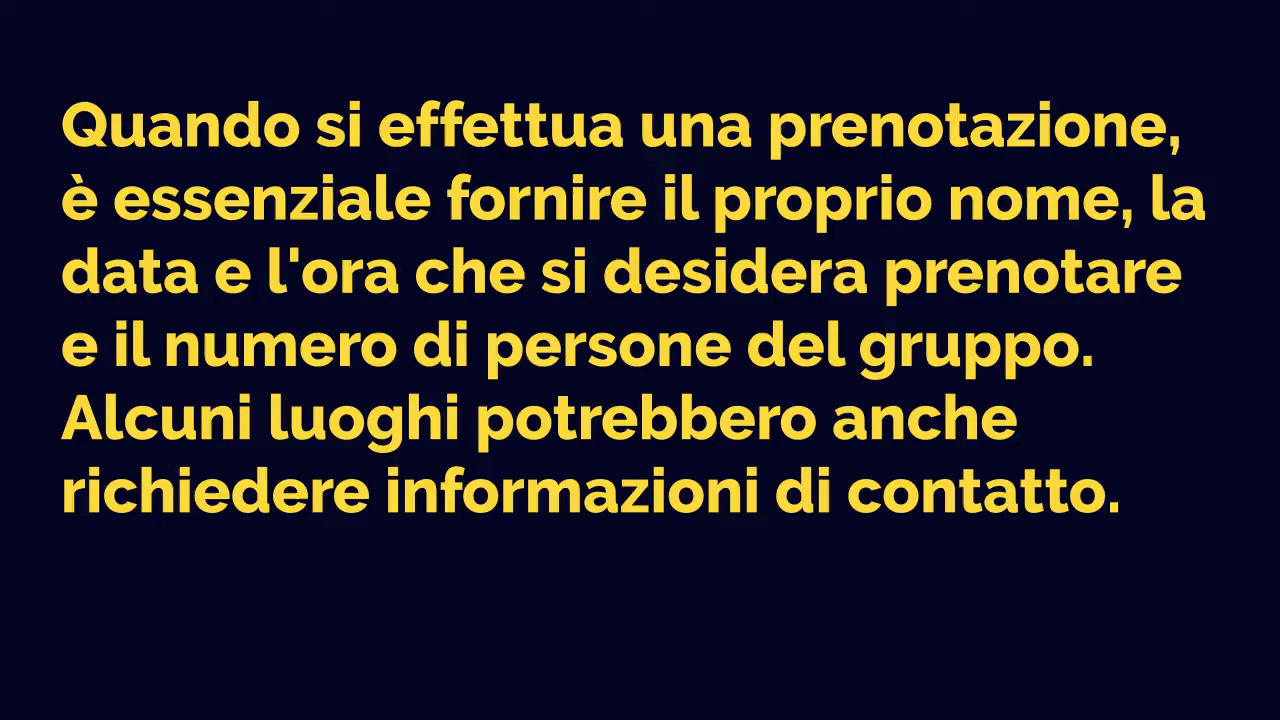 Quando si effettua una prenotazione,
è essenziale fornire il proprio nome, la
data e l'ora che si desidera prenotare
e il numero di persone del gruppo.
Alcuni luoghi potrebbero anche
richiedere informazioni di contatto.